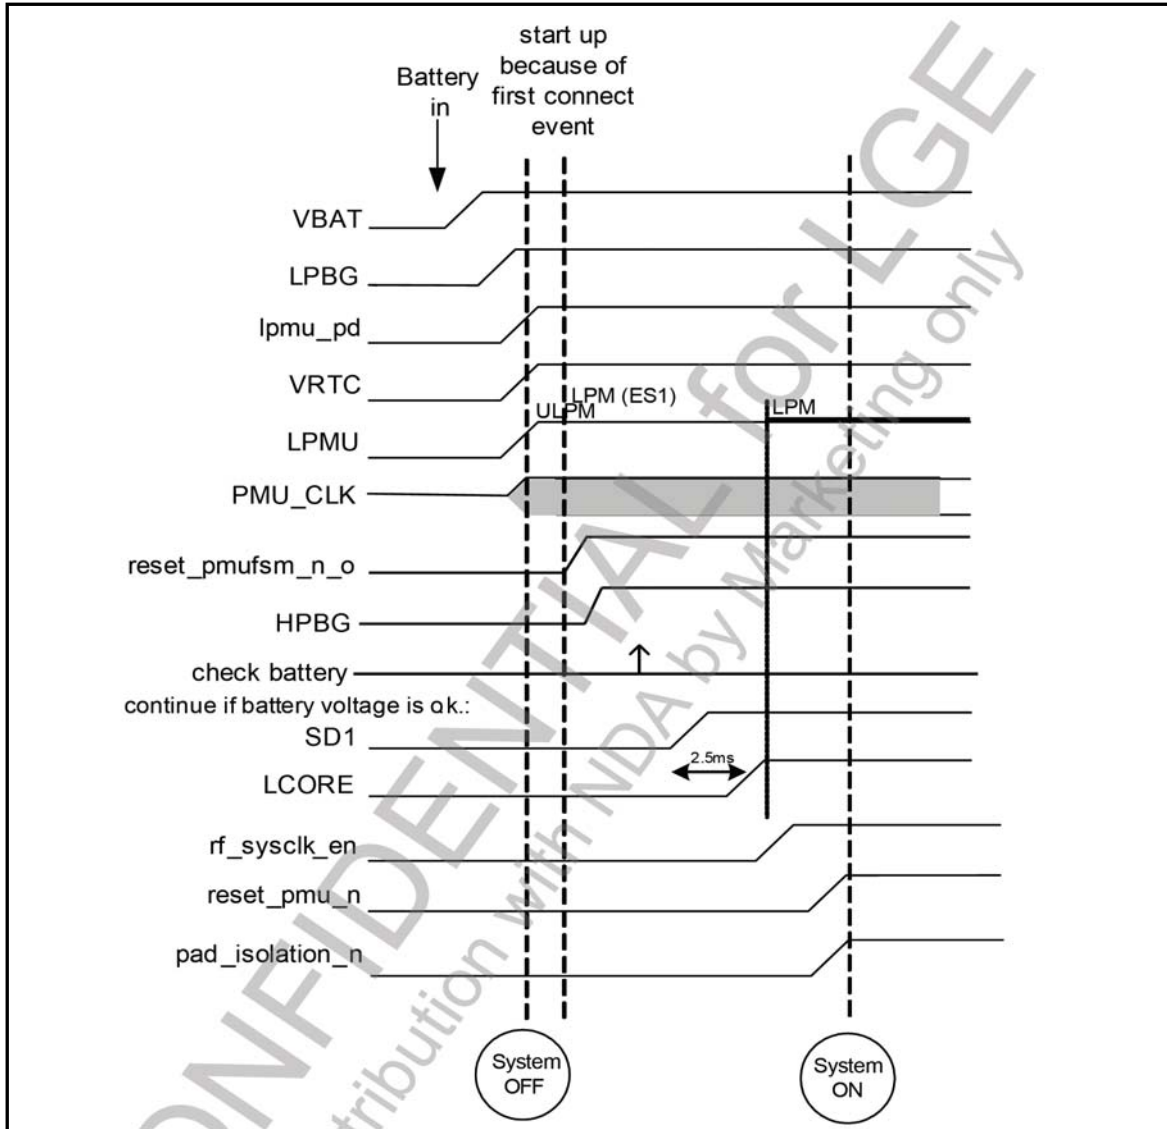 start up
because of
first connect
event
Battery
in
VBAT
LPBG
lpmu_pd
VRTC
LPM (ES1)
ULPM
LPM
LPMU
PMU_CLK
reset_pmufsm_n_o
HPBG
check battery
continue if battery voltage is ok.:
SD1
2.5ms
LCORE
rf_sysclk_en
reset_pmu_n
pad_isolation_n
System
OFF
System
ON
ONFIDENTIAL for LGE
tribution with NDA by Marketing only